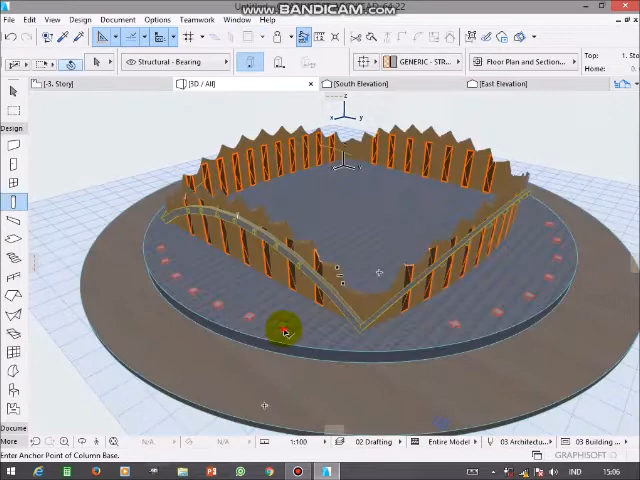 www.BANDICAM.com
File Edit View Design Document Options Teamwork Window Help
Structural - Bearing
GENERIC - STR...
Floor Plan and Section...
Top: 1. Sto
Home:
[-3. Story]
[3D / All]
[South Elevation]
[East Elevation]
Design
z
x y
Docume
More
N/A
N/A
1:100
02 Drafting
Entire Model
03 Architectu...
03 Building ...
Enter Anchor Point of Column Base.
GRAPHISOFT
IND
15:06